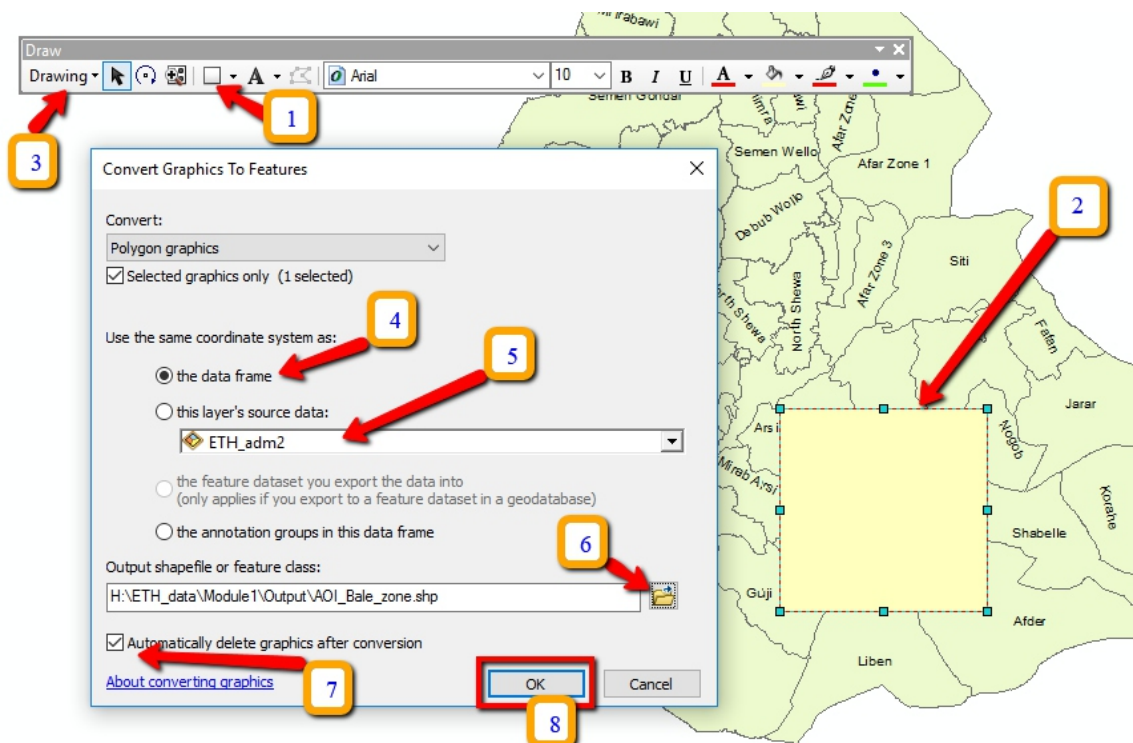 Mirabawi
Draw
Drawing
A
Arial
10
B I U
A
1
3
Semen Gondar
Afar Zone
Semen Wello
Afar Zone 1
Debub Wollo
2
Siti
Afar Zone 3
North Shewa
North Shewa
Fafan
Jarar
Nogob
Arsi
Mirab Arsi
Korahe
Shabelle
Guji
Afder
Liben
Convert Graphics To Features
Convert:
Polygon graphics
Selected graphics only (1 selected)
4
Use the same coordinate system as:
5
the data frame
this layer's source data:
ETH_adm2
the feature dataset you export the data into
(only applies if you export to a feature dataset in a geodatabase)
the annotation groups in this data frame
6
Output shapefile or feature class:
H:\ETH_data\Module1\Output\AOI_Bale_zone.shp
Automatically delete graphics after conversion
About converting graphics
7
OK
Cancel
8